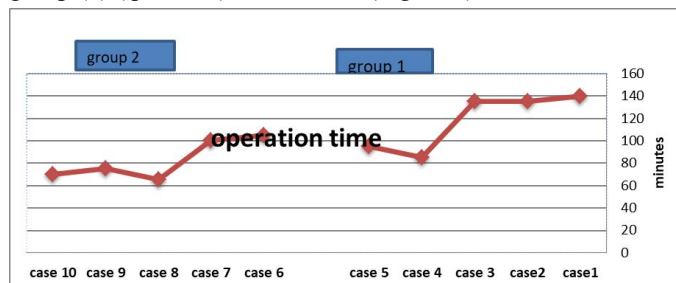 group 2
group 1
operation time
160
140
120
100
80
60
40
20
0
minutes
case 10
case 9
case 8
case 7
case 6
case 5
case 4
case 3
case2
case1